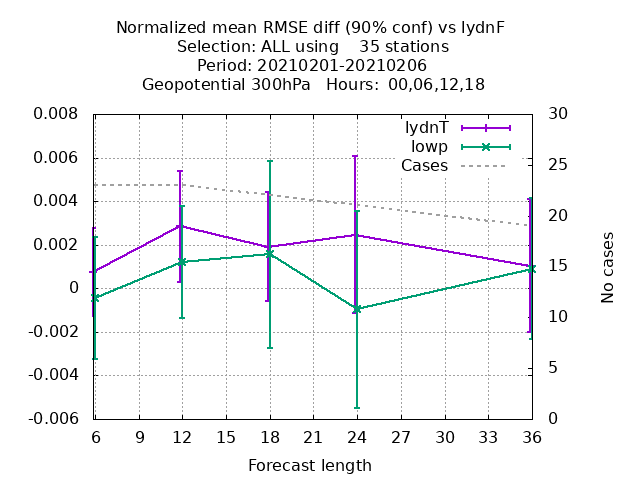 Normalized mean RMSE diff (90% conf) vs lydnF
Selection: ALL using    35 stations
Period: 20210201-20210206
Geopotential 300hPa   Hours: 00,06,12,18
0.008
0.006
0.004
0.002
0
-0.002
-0.004
-0.006
lydnT
lowp
Cases
30
25
20
15
10
5
0
No cases
6 9 12 15 18 21 24 27 30 33 36
Forecast length